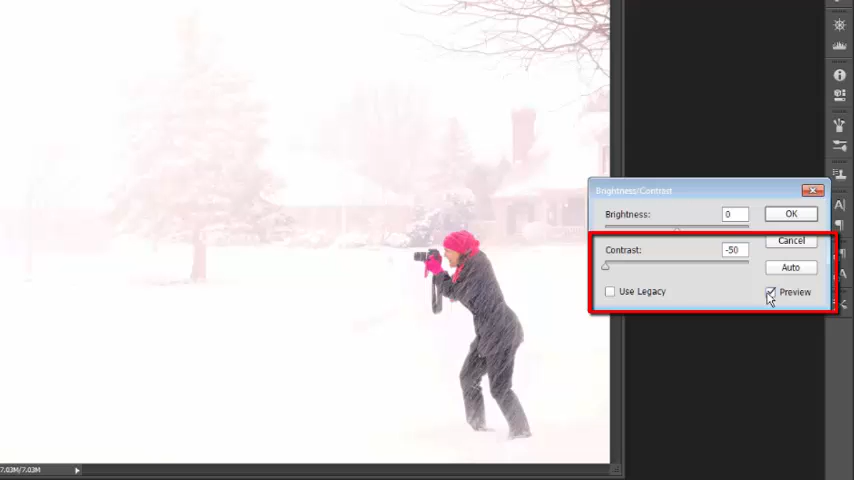 Brightness/Contrast
Brightness: 0 OK
Cancel
Contrast: -50
Auto
Use Legacy Preview
7.03M/7.03M